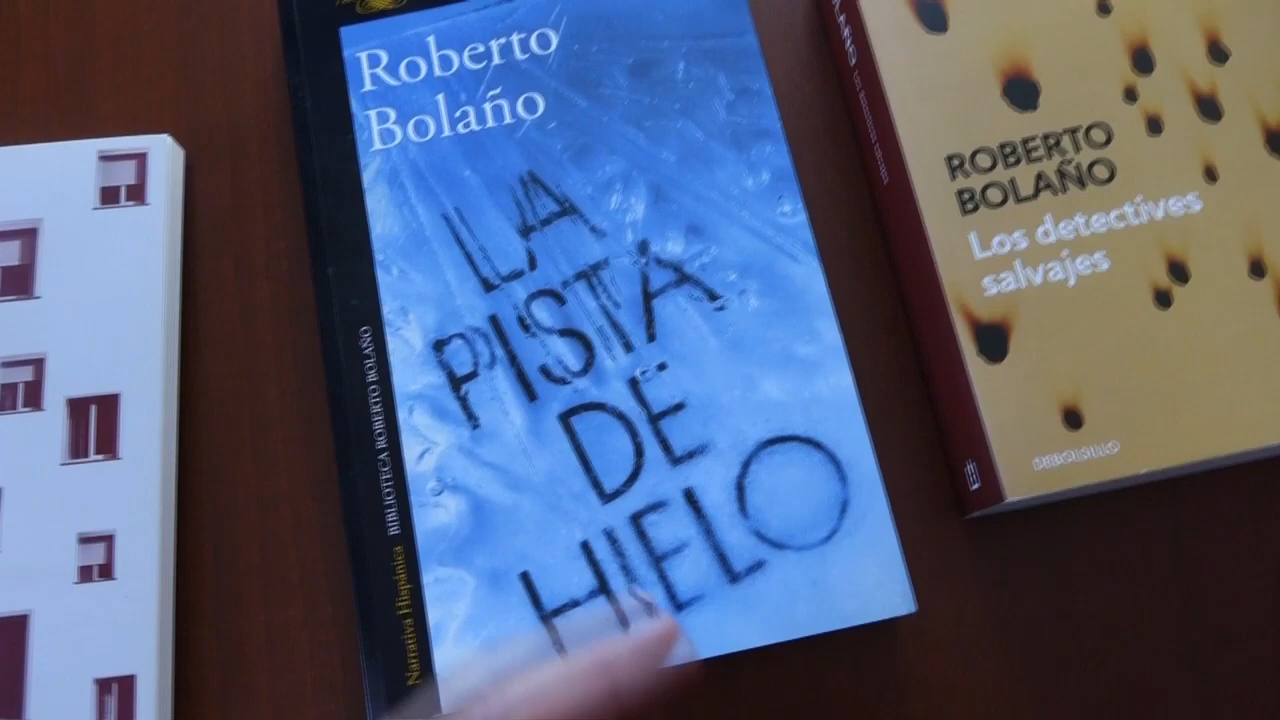 Roberto
Bolaño
LA
PISTA
DE
HIELO
BIBLIOTECA ROBERTO BOLAÑO
Narrativa Hispánica
ROBERTO
BOLAÑO
Los detectives
salvajes
DEBOLSILLO